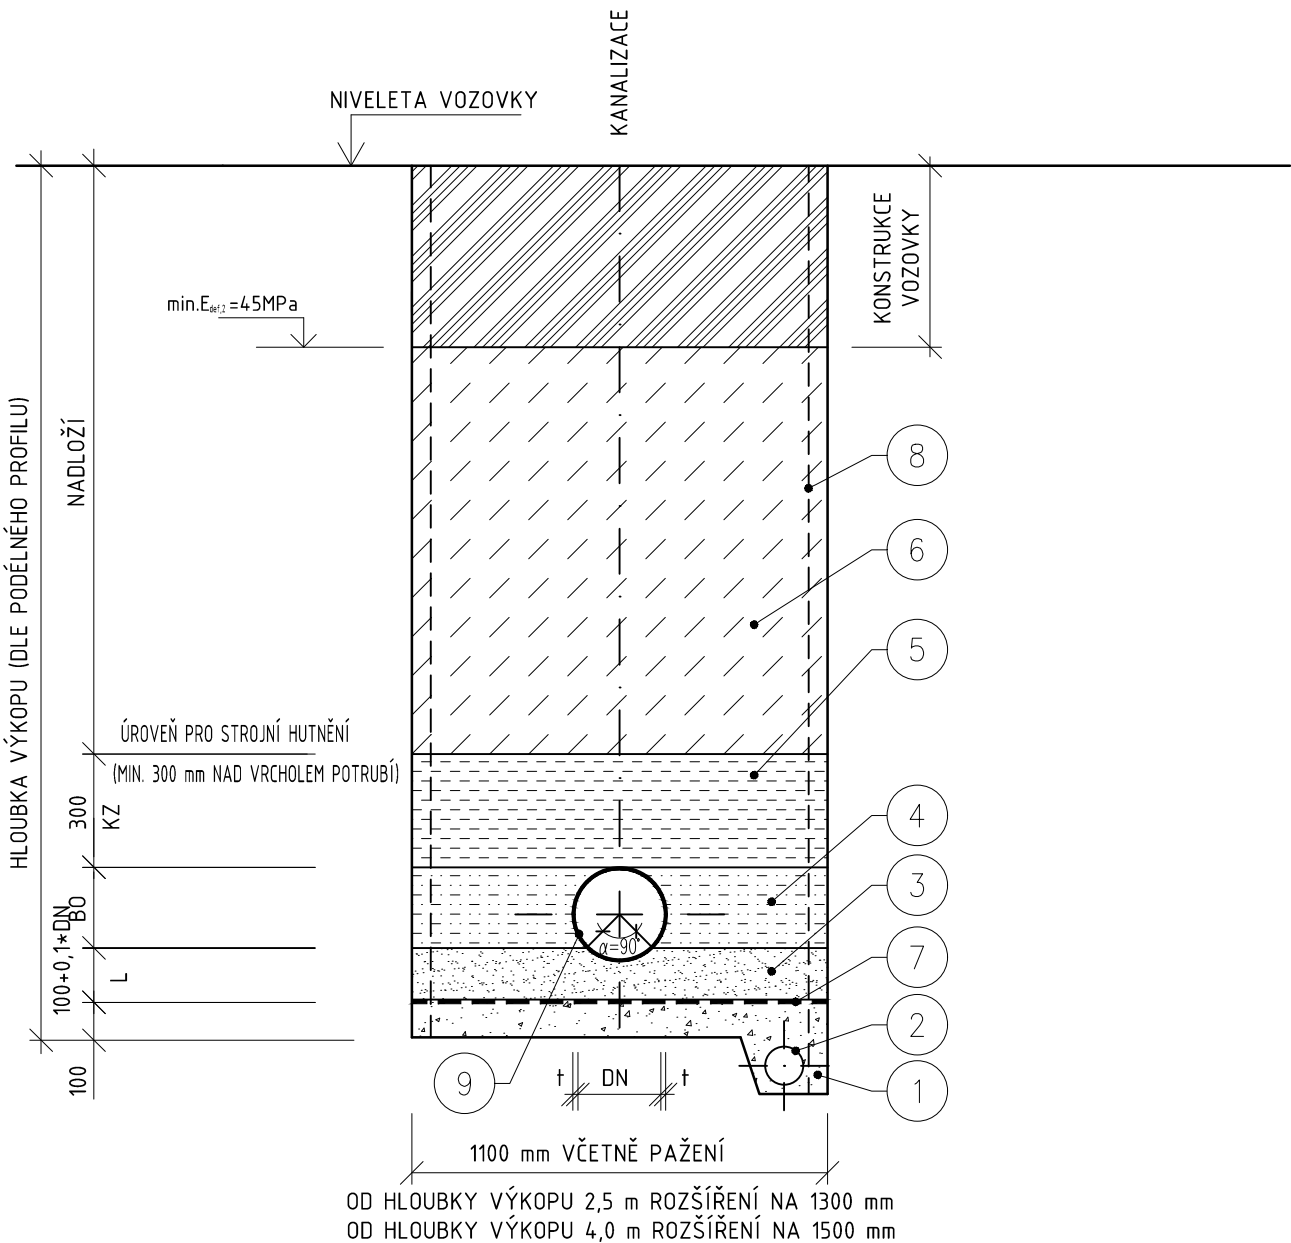 KANALIZACE
NIVELETA VOZOVKY
KONSTRUKCE
VOZOVKY
min.Edef,2=45MPa
HLOUBKA VÝKOPU (DLE PODÉLNÉHO PROFILU)
NADLOŽÍ
8
6
5
ÚROVEŇ PRO STROJNÍ HUTNĚNÍ
(MIN. 300 mm NAD VRCHOLEM POTRUBÍ)
300
KZ
4
BO
3
100+0,1*DN
L
α=90°
7
2
1
9
100
t
DN
t
1100 mm VČETNĚ PAŽENÍ
OD HLOUBKY VÝKOPU 2,5 m ROZŠÍŘENÍ NA 1300 mm
OD HLOUBKY VÝKOPU 4,0 m ROZŠÍŘENÍ NA 1500 mm